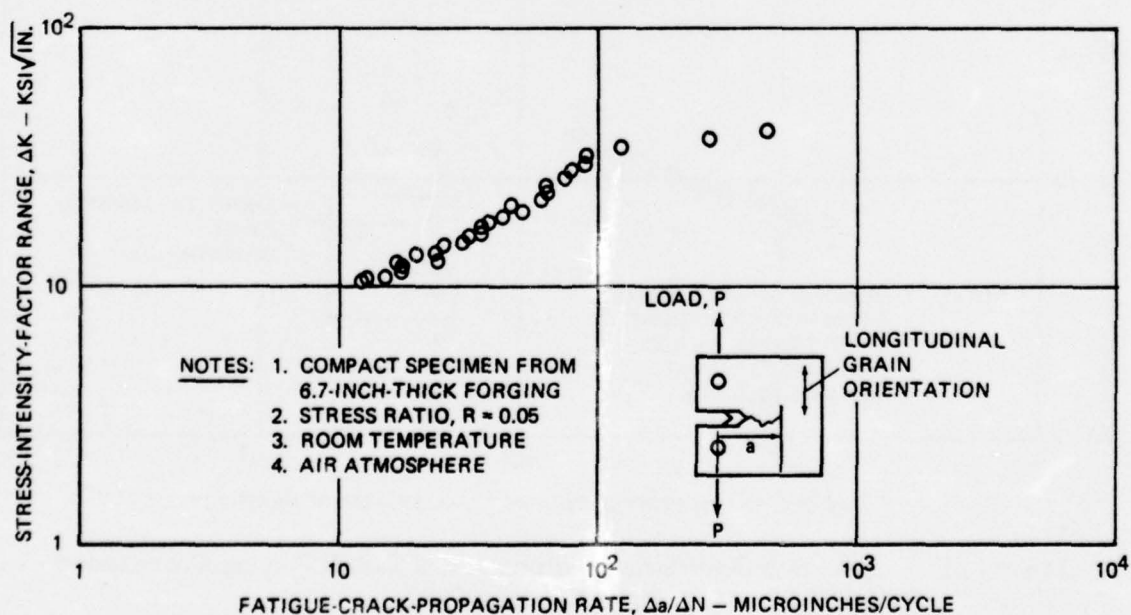 STRESS-INTENSITY-FACTOR RANGE, ΔK – KSI√IN.
10²
10
1
LOAD, P
LONGITUDINAL
GRAIN
ORIENTATION
a
P
NOTES: 1. COMPACT SPECIMEN FROM
6.7-INCH-THICK FORGING
2. STRESS RATIO, R ≈ 0.05
3. ROOM TEMPERATURE
4. AIR ATMOSPHERE
1
10
10²
10³
10⁴
FATIGUE-CRACK-PROPAGATION RATE, Δa/ΔN – MICROINCHES/CYCLE